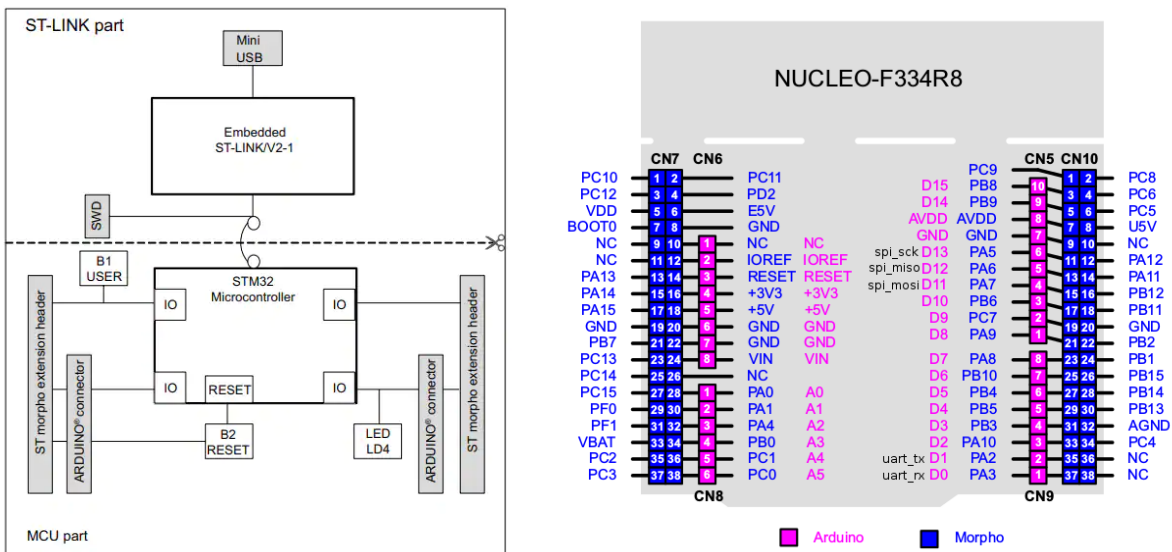 ST-LINK part
Mini
USB
Embedded
ST-LINK/V2-1
SWD
B1
USER
STM32
Microcontroller
IO
IO
IO
RESET
IO
B2
RESET
LED
LD4
ST morpho extension header
ARDUINO® connector
ARDUINO® connector
ST morpho extension header
MCU part
NUCLEO-F334R8
CN7 CN6 CN5 CN10
PC9
PC10 1 2 PC11 1 2 PC8
D15 PB8 10
PC12 3 4 PD2 3 4 PC6
D14 PB9 9
VDD 5 6 E5V 5 6 PC5
AVDD AVDD 8
BOOT0 7 8 GND 7 8 U5V
GND GND 7
NC 9 10 1 NC NC 9 10 NC
spi_sck D13 PA5 6
NC 11 12 2 IOREF IOREF 11 12 PA12
spi_miso D12 PA6 5
PA13 13 14 3 RESET RESET 13 14 PA11
spi_mosi D11 PA7 4
PA14 15 16 4 +3V3 +3V3 15 16 PB12
D10 PB6 3
PA15 17 18 5 +5V +5V 17 18 PB11
D9 PC7 2
GND 19 20 6 GND GND 19 20 GND
D8 PA9 1
PB7 21 22 7 GND GND 21 22 PB2
PC13 23 24 8 VIN VIN D7 PA8 8 23 24 PB1
PC14 25 26 NC D6 PB10 7 25 26 PB15
PC15 27 28 1 PA0 A0 D5 PB4 6 27 28 PB14
PF0 29 30 2 PA1 A1 D4 PB5 5 29 30 PB13
PF1 31 32 3 PA4 A2 D3 PB3 4 31 32 AGND
VBAT 33 34 4 PB0 A3 D2 PA10 3 33 34 PC4
PC2 35 36 5 PC1 A4 uart_tx D1 PA2 2 35 36 NC
PC3 37 38 6 PC0 A5 uart_rx D0 PA3 1 37 38 NC
CN8 CN9
Arduino Morpho